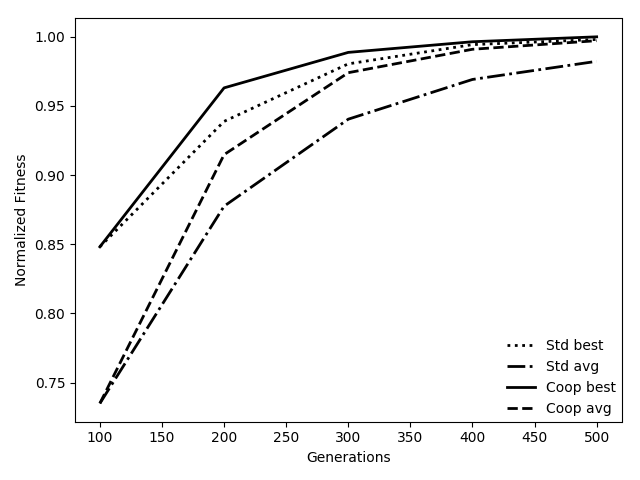 1.00
0.95
0.90
0.85
0.80
0.75
Normalized Fitness
100 150 200 250 300 350 400 450 500
Generations
Std best
Std avg
Coop best
Coop avg